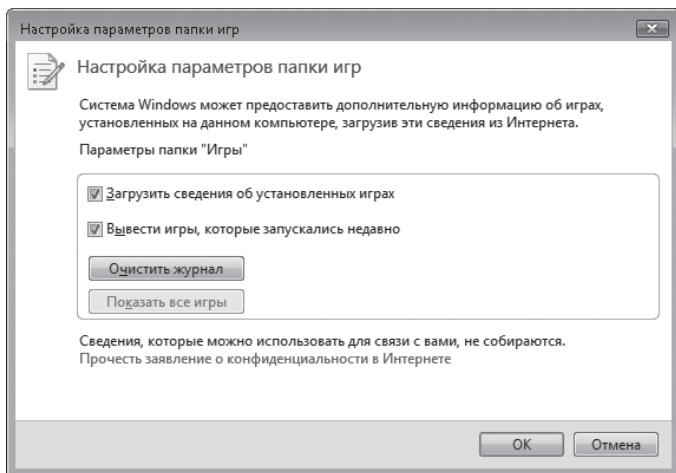 Настройка параметров папки игр
Настройка параметров папки игр
Система Windows может предоставить дополнительную информацию об играх,
установленных на данном компьютере, загрузив эти сведения из Интернета.
Параметры папки "Игры"
Загрузить сведения об установленных играх
Вывести игры, которые запускались недавно
Очистить журнал
Показать все игры
Сведения, которые можно использовать для связи с вами, не собираются.
Прочесть заявление о конфиденциальности в Интернете
ОК
Отмена